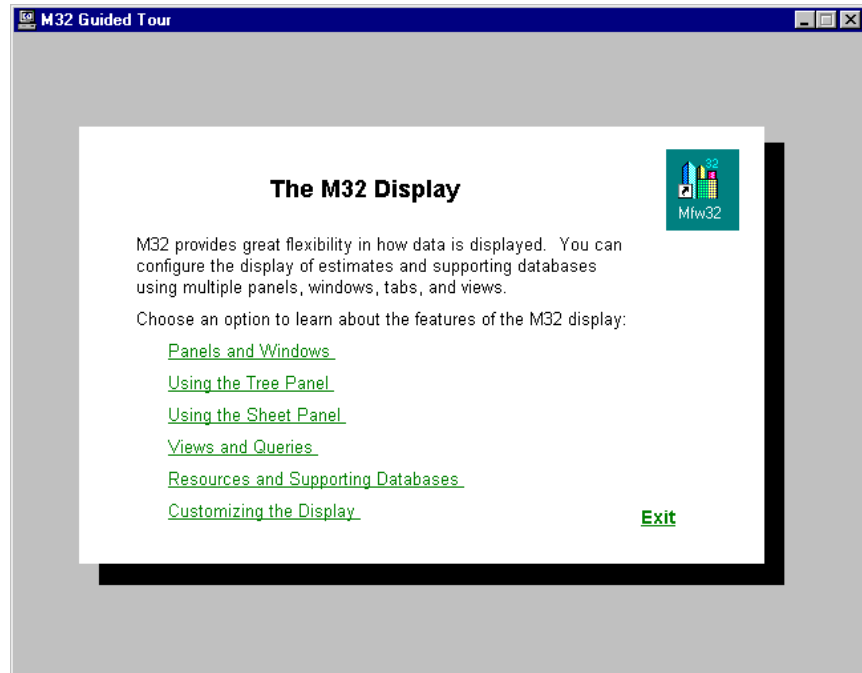 M32 Guided Tour
The M32 Display
32
Mfw32
M32 provides great flexibility in how data is displayed.  You can
configure the display of estimates and supporting databases
using multiple panels, windows, tabs, and views.
Choose an option to learn about the features of the M32 display:
Panels and Windows
Using the Tree Panel
Using the Sheet Panel
Views and Queries
Resources and Supporting Databases
Customizing the Display
Exit